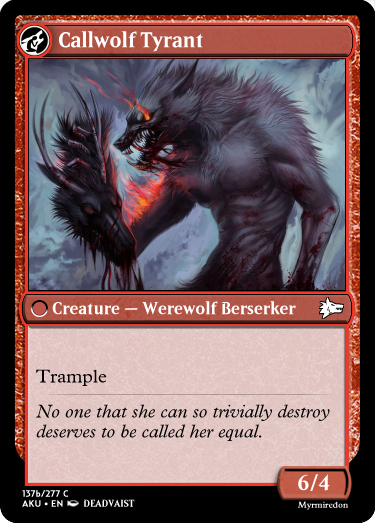 Callwolf Tyrant
Creature — Werewolf Berserker
Trample
No one that she can so trivially destroy
deserves to be called her equal.
6/4
137b/277 C
AKU • EN DEADVAIST
Myrmiredon